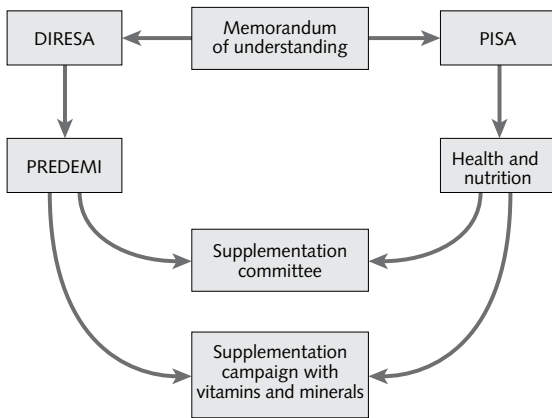 DIRESA
Memorandum
of understanding
PISA
PREDEMI
Health and
nutrition
Supplementation
committee
Supplementation
campaign with
vitamins and minerals